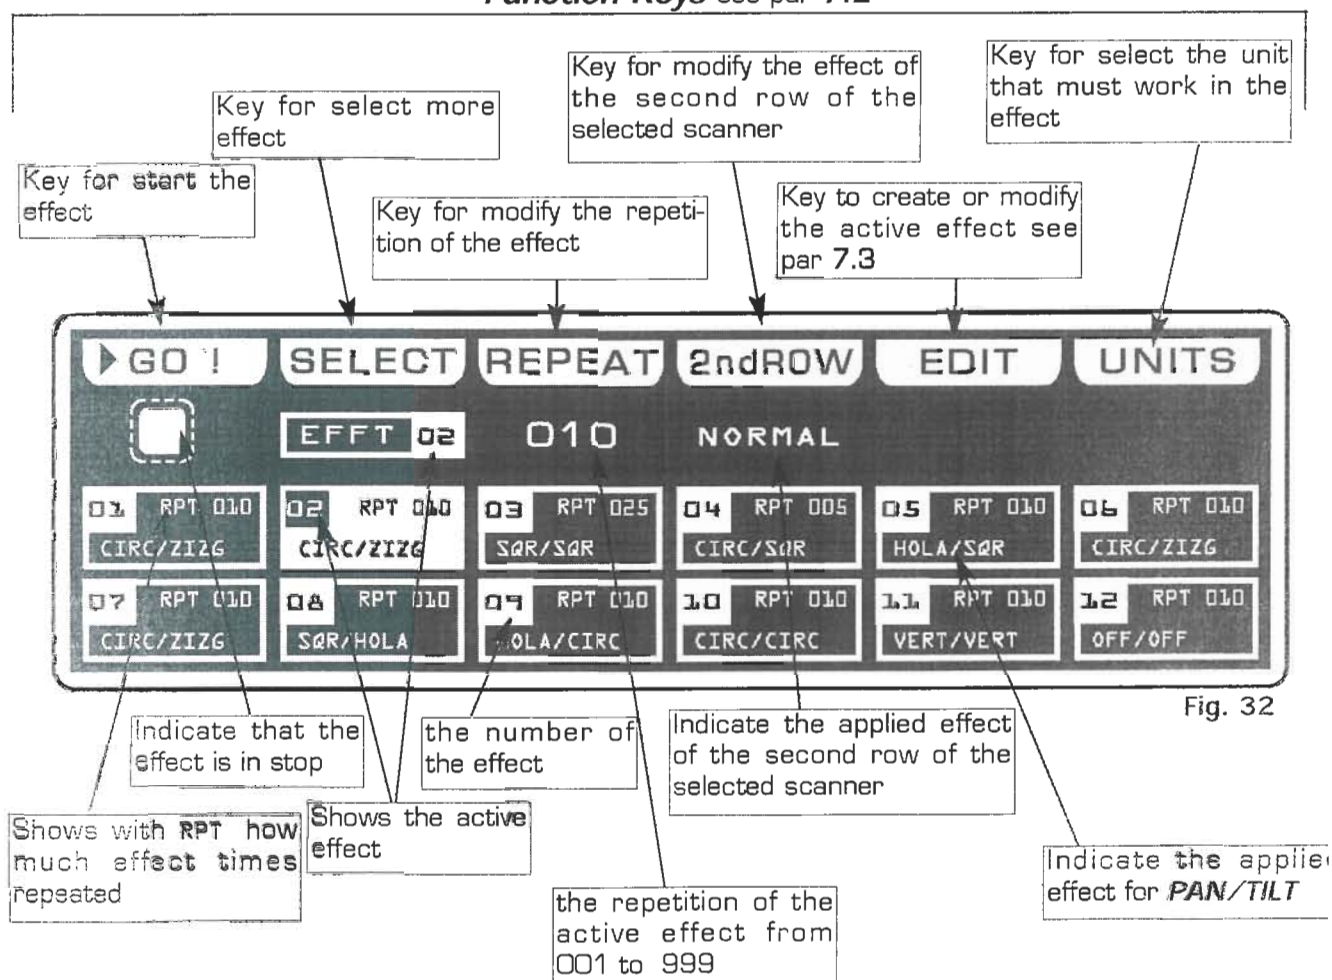 Function Keys see par 7.2
Key for select the unit
that must work in the
effect
Key for modify the effect of
the second row of the
selected scanner
Key for select more
effect
Key for start the
effect
Key for modify the repeti-
tion of the effect
Key to create or modify
the active effect see
par 7.3
GO ! SELECT REPEAT 2ndROW EDIT UNITS
EFFT 02 010 NORMAL
01 RPT 010 02 RPT 010 03 RPT 025 04 RPT 005 05 RPT 010 06 RPT 010
CIRC/ZIZG CIRC/ZIZG SQR/SQR CIRC/SQR HOLA/SQR CIRC/ZIZG
07 RPT 010 08 RPT 010 09 RPT 010 10 RPT 010 11 RPT 010 12 RPT 010
CIRC/ZIZG SQR/HOLA HOLA/CIRC CIRC/CIRC VERT/VERT OFF/OFF
Fig. 32
Indicate that the
effect is in stop
the number of
the effect
Indicate the applied effect
of the second row of the
selected scanner
Shows with RPT how
much effect times
repeated
Shows the active
effect
the repetition of the
active effect from
001 to 999
Indicate the applied
effect for PAN/TILT